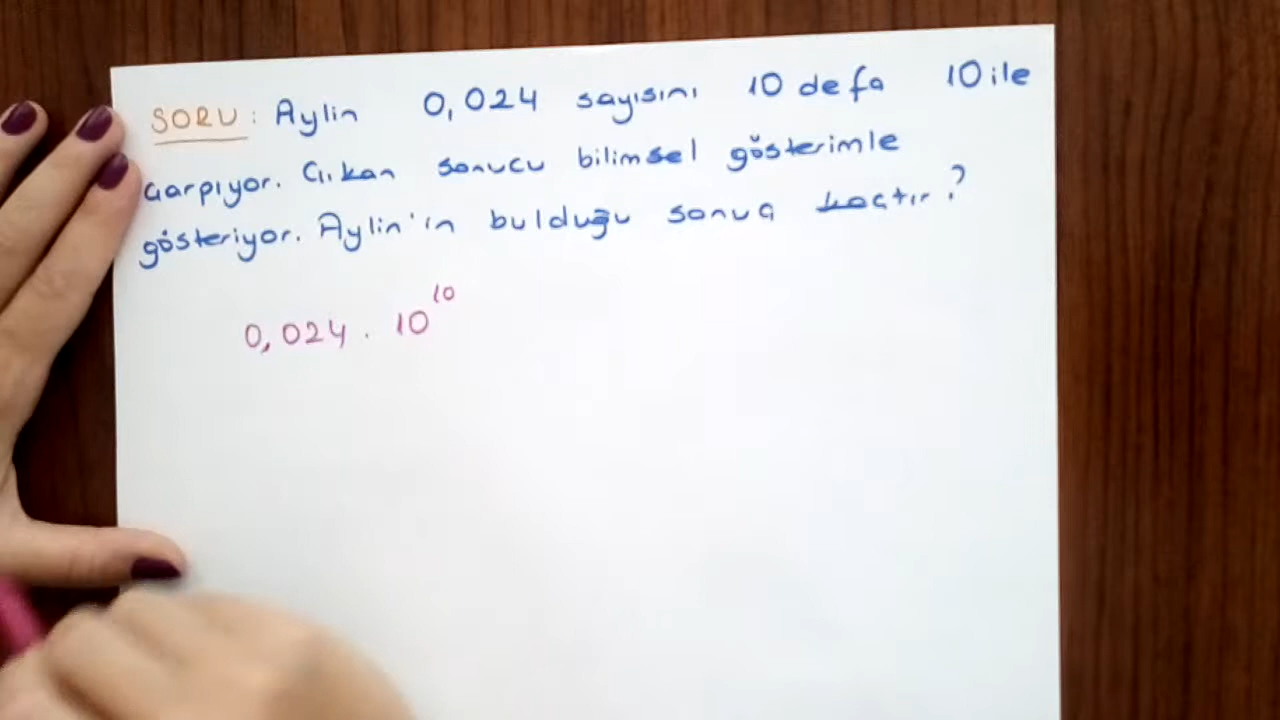 SORU: Aylin 0,024 sayısını 10 defa 10 ile
çarpıyor. Çıkan sonucu bilimsel gösterimle
gösteriyor. Aylin'in bulduğu sonuç kaçtır?
0,024 . 10¹⁰